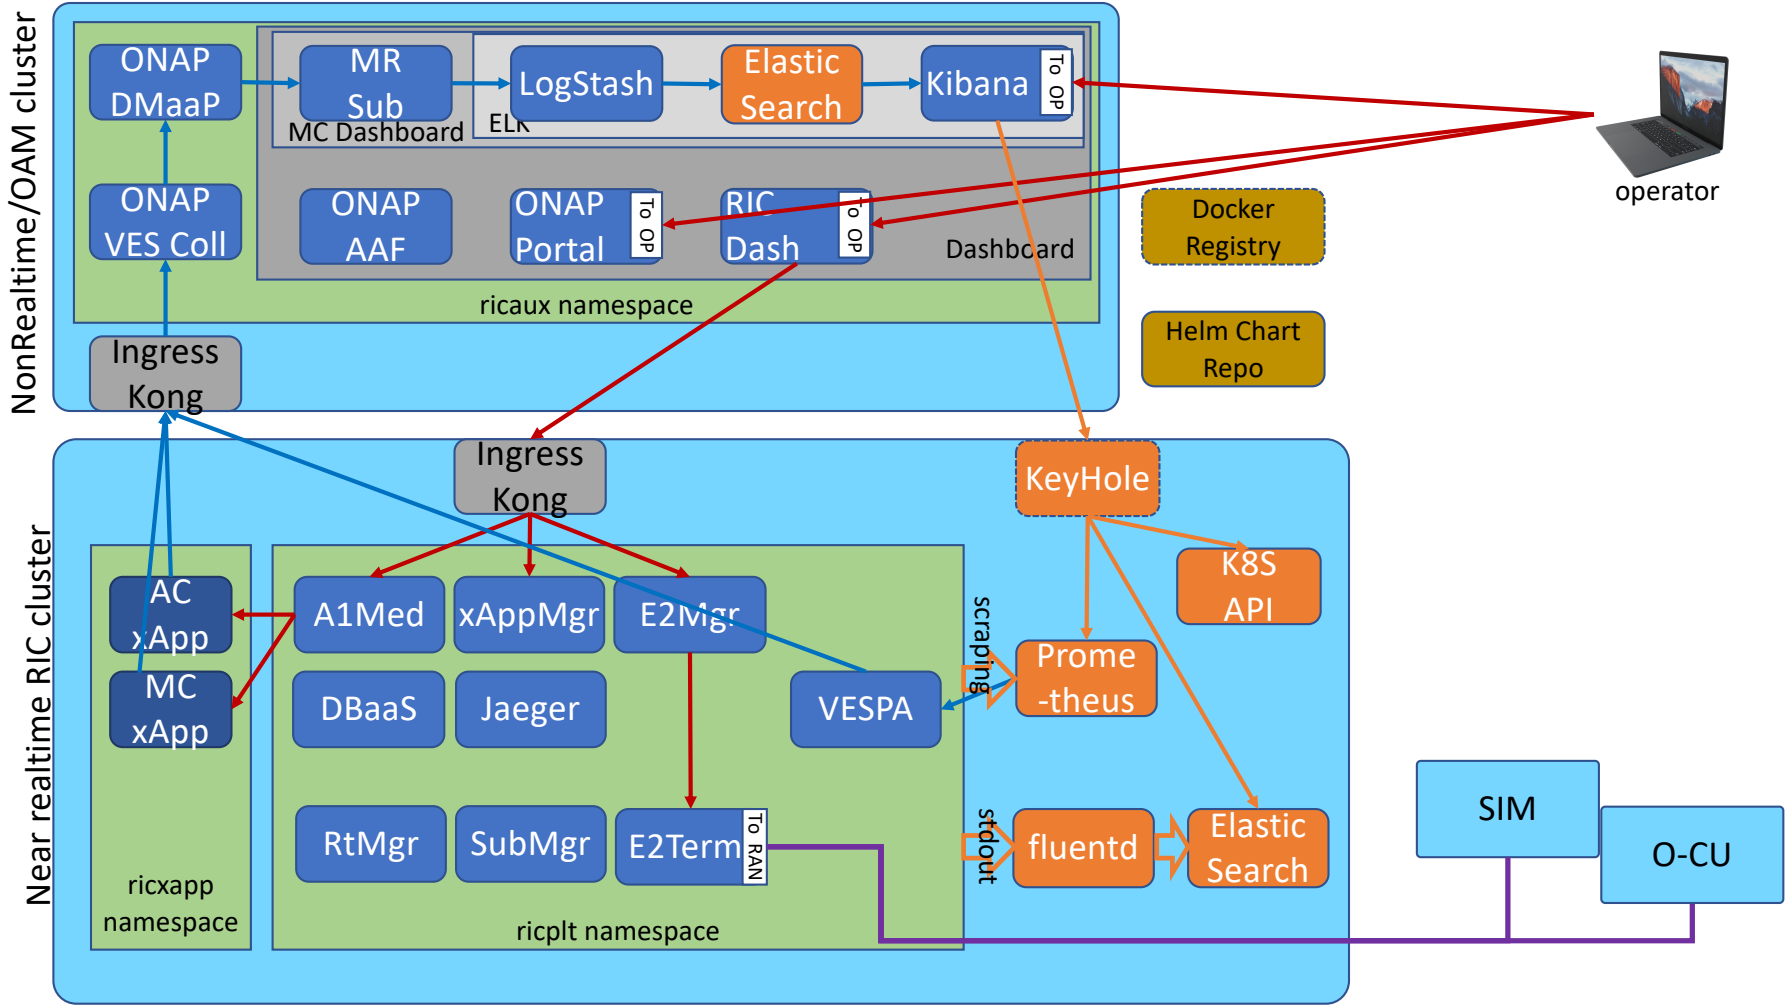 NonRealtime/OAM cluster
ONAP
DMaaP
MR
Sub
MC Dashboard
LogStash
ELK
Elastic
Search
Kibana
To OP
operator
ONAP
VES Coll
ONAP
AAF
ONAP
Portal
To OP
RIC
Dash
To OP
Dashboard
ricaux namespace
Docker
Registry
Helm Chart
Repo
Ingress
Kong
Near realtime RIC cluster
Ingress
Kong
KeyHole
K8S
API
AC
xApp
MC
xApp
ricxapp
namespace
A1Med
xAppMgr
E2Mgr
DBaaS
Jaeger
VESPA
scraping
Prome
-theus
RtMgr
SubMgr
E2Term
To RAN
stdout
fluentd
Elastic
Search
ricplt namespace
SIM
O-CU